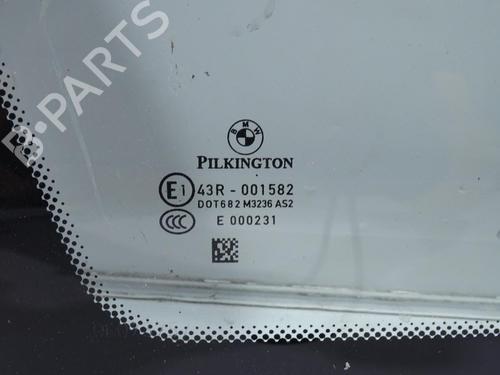 B-PARTS
BMW
PILKINGTON
E1 43R - 001582
DOT682 M3236 AS2
CCC E 000231